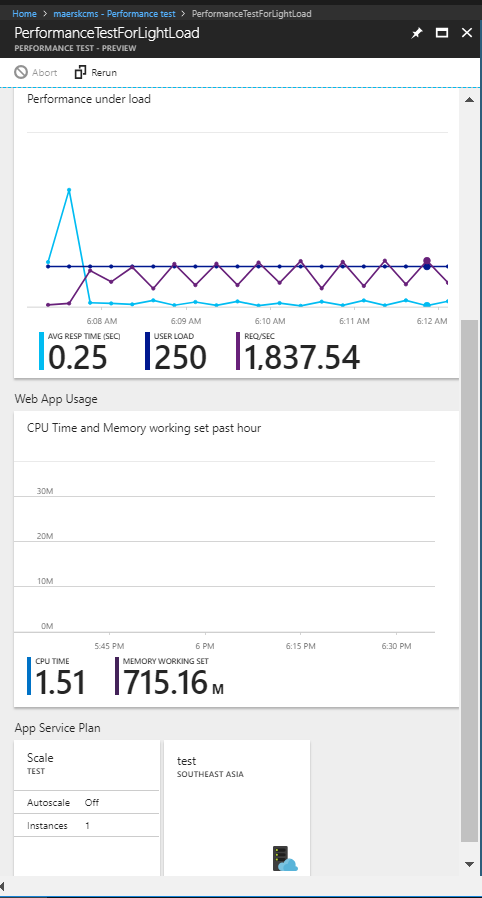 Home > maerskcms - Performance test > PerformanceTestForLightLoad
PerformanceTestForLightLoad
PERFORMANCE TEST - PREVIEW
Abort Rerun
Performance under load
6:08 AM 6:09 AM 6:10 AM 6:11 AM 6:12 AM
AVG RESP TIME (SEC) USER LOAD REQ/SEC
0.25 250 1,837.54
Web App Usage
CPU Time and Memory working set past hour
30M
20M
10M
0M
5:45 PM 6 PM 6:15 PM 6:30 PM
CPU TIME MEMORY WORKING SET
1.51 715.16 M
App Service Plan
Scale
TEST
Autoscale Off
Instances 1
test
SOUTHEAST ASIA